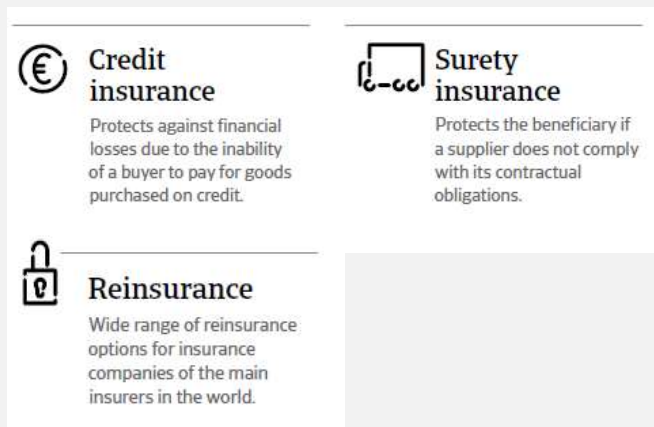 Credit
insurance
Protects against financial
losses due to the inability
of a buyer to pay for goods
purchased on credit.
Surety
insurance
Protects the beneficiary if
a supplier does not comply
with its contractual
obligations.
Reinsurance
Wide range of reinsurance
options for insurance
companies of the main
insurers in the world.